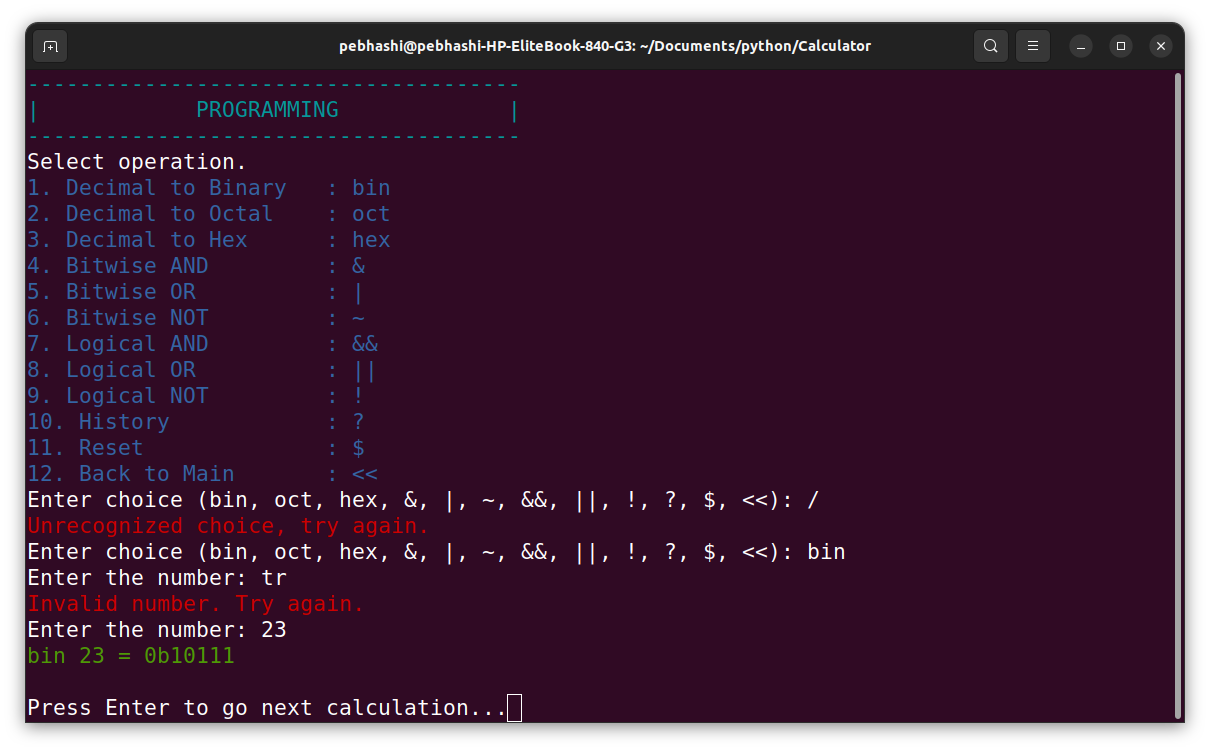 pebhashi@pebhashi-HP-EliteBook-840-G3: ~/Documents/python/Calculator
--------------------------------------
|            PROGRAMMING             |
--------------------------------------
Select operation.
1. Decimal to Binary   : bin
2. Decimal to Octal    : oct
3. Decimal to Hex      : hex
4. Bitwise AND         : &
5. Bitwise OR          : |
6. Bitwise NOT         : ~
7. Logical AND         : &&
8. Logical OR          : ||
9. Logical NOT         : !
10. History            : ?
11. Reset              : $
12. Back to Main       : <<
Enter choice (bin, oct, hex, &, |, ~, &&, ||, !, ?, $, <<): /
Unrecognized choice, try again.
Enter choice (bin, oct, hex, &, |, ~, &&, ||, !, ?, $, <<): bin
Enter the number: tr
Invalid number. Try again.
Enter the number: 23
bin 23 = 0b10111
Press Enter to go next calculation...